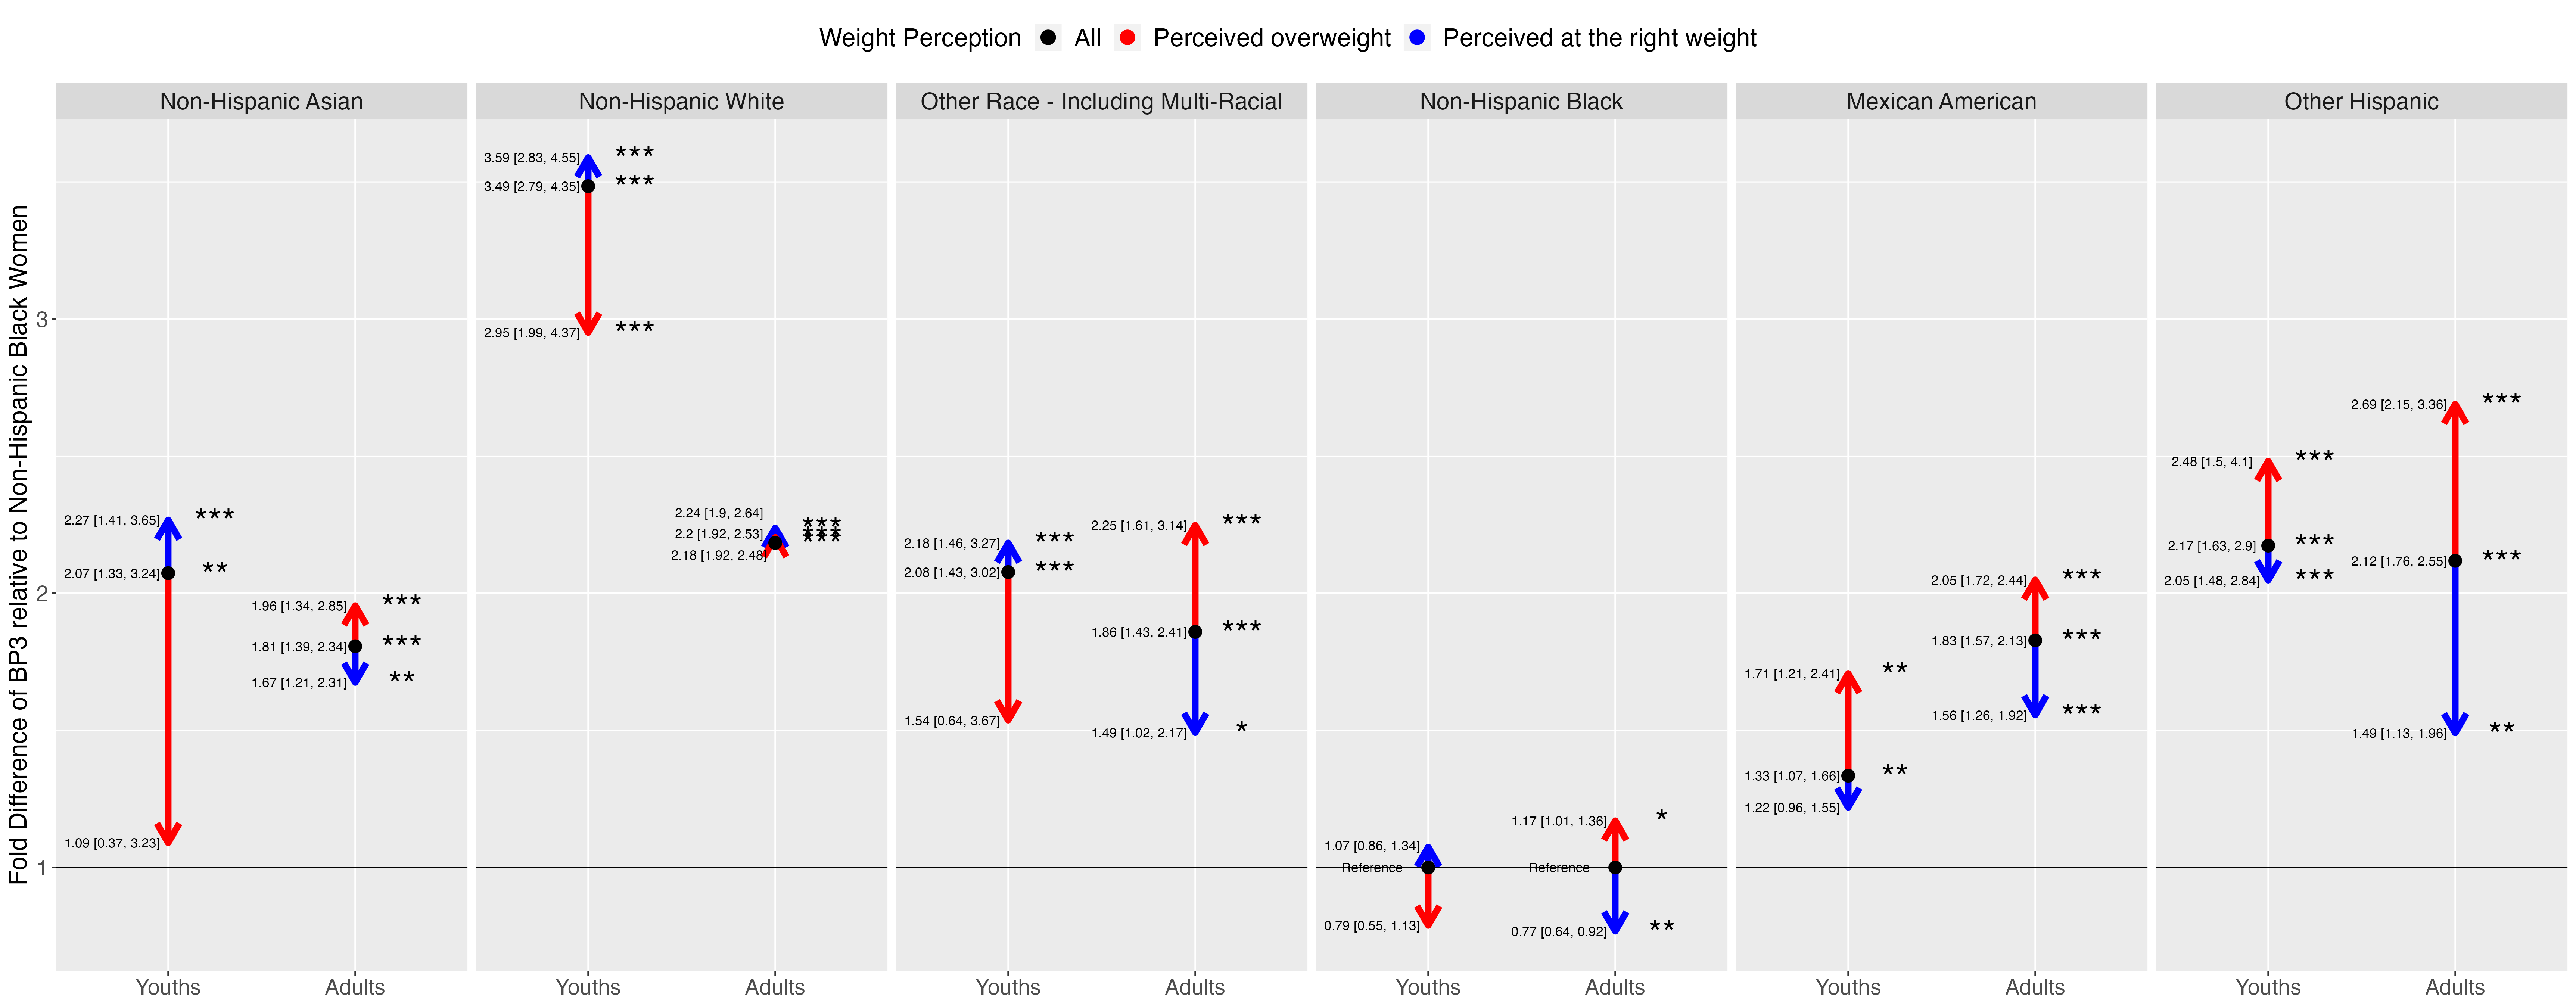 Weight Perception All Perceived overweight Perceived at the right weight
Fold Difference of BP3 relative to Non-Hispanic Black Women
3
2
1
Non-Hispanic Asian
2.27 [1.41, 3.65] ***
2.07 [1.33, 3.24] **
1.09 [0.37, 3.23]
1.96 [1.34, 2.85] ***
1.81 [1.39, 2.34] ***
1.67 [1.21, 2.31] **
Youths Adults
Non-Hispanic White
3.59 [2.83, 4.55] ***
3.49 [2.79, 4.35] ***
2.95 [1.99, 4.37] ***
2.24 [1.9, 2.64] ***
2.2 [1.92, 2.53] ***
2.18 [1.92, 2.48] ***
Youths Adults
Other Race - Including Multi-Racial
2.18 [1.46, 3.27] ***
2.08 [1.43, 3.02] ***
1.54 [0.64, 3.67]
2.25 [1.61, 3.14] ***
1.86 [1.43, 2.41] ***
1.49 [1.02, 2.17] *
Youths Adults
Non-Hispanic Black
1.07 [0.86, 1.34]
Reference
0.79 [0.55, 1.13]
1.17 [1.01, 1.36] *
Reference
0.77 [0.64, 0.92] **
Youths Adults
Mexican American
1.71 [1.21, 2.41] **
1.33 [1.07, 1.66] **
1.22 [0.96, 1.55]
2.05 [1.72, 2.44] ***
1.83 [1.57, 2.13] ***
1.56 [1.26, 1.92] ***
Youths Adults
Other Hispanic
2.48 [1.5, 4.1] ***
2.17 [1.63, 2.9] ***
2.05 [1.48, 2.84] ***
2.69 [2.15, 3.36] ***
2.12 [1.76, 2.55] ***
1.49 [1.13, 1.96] **
Youths Adults